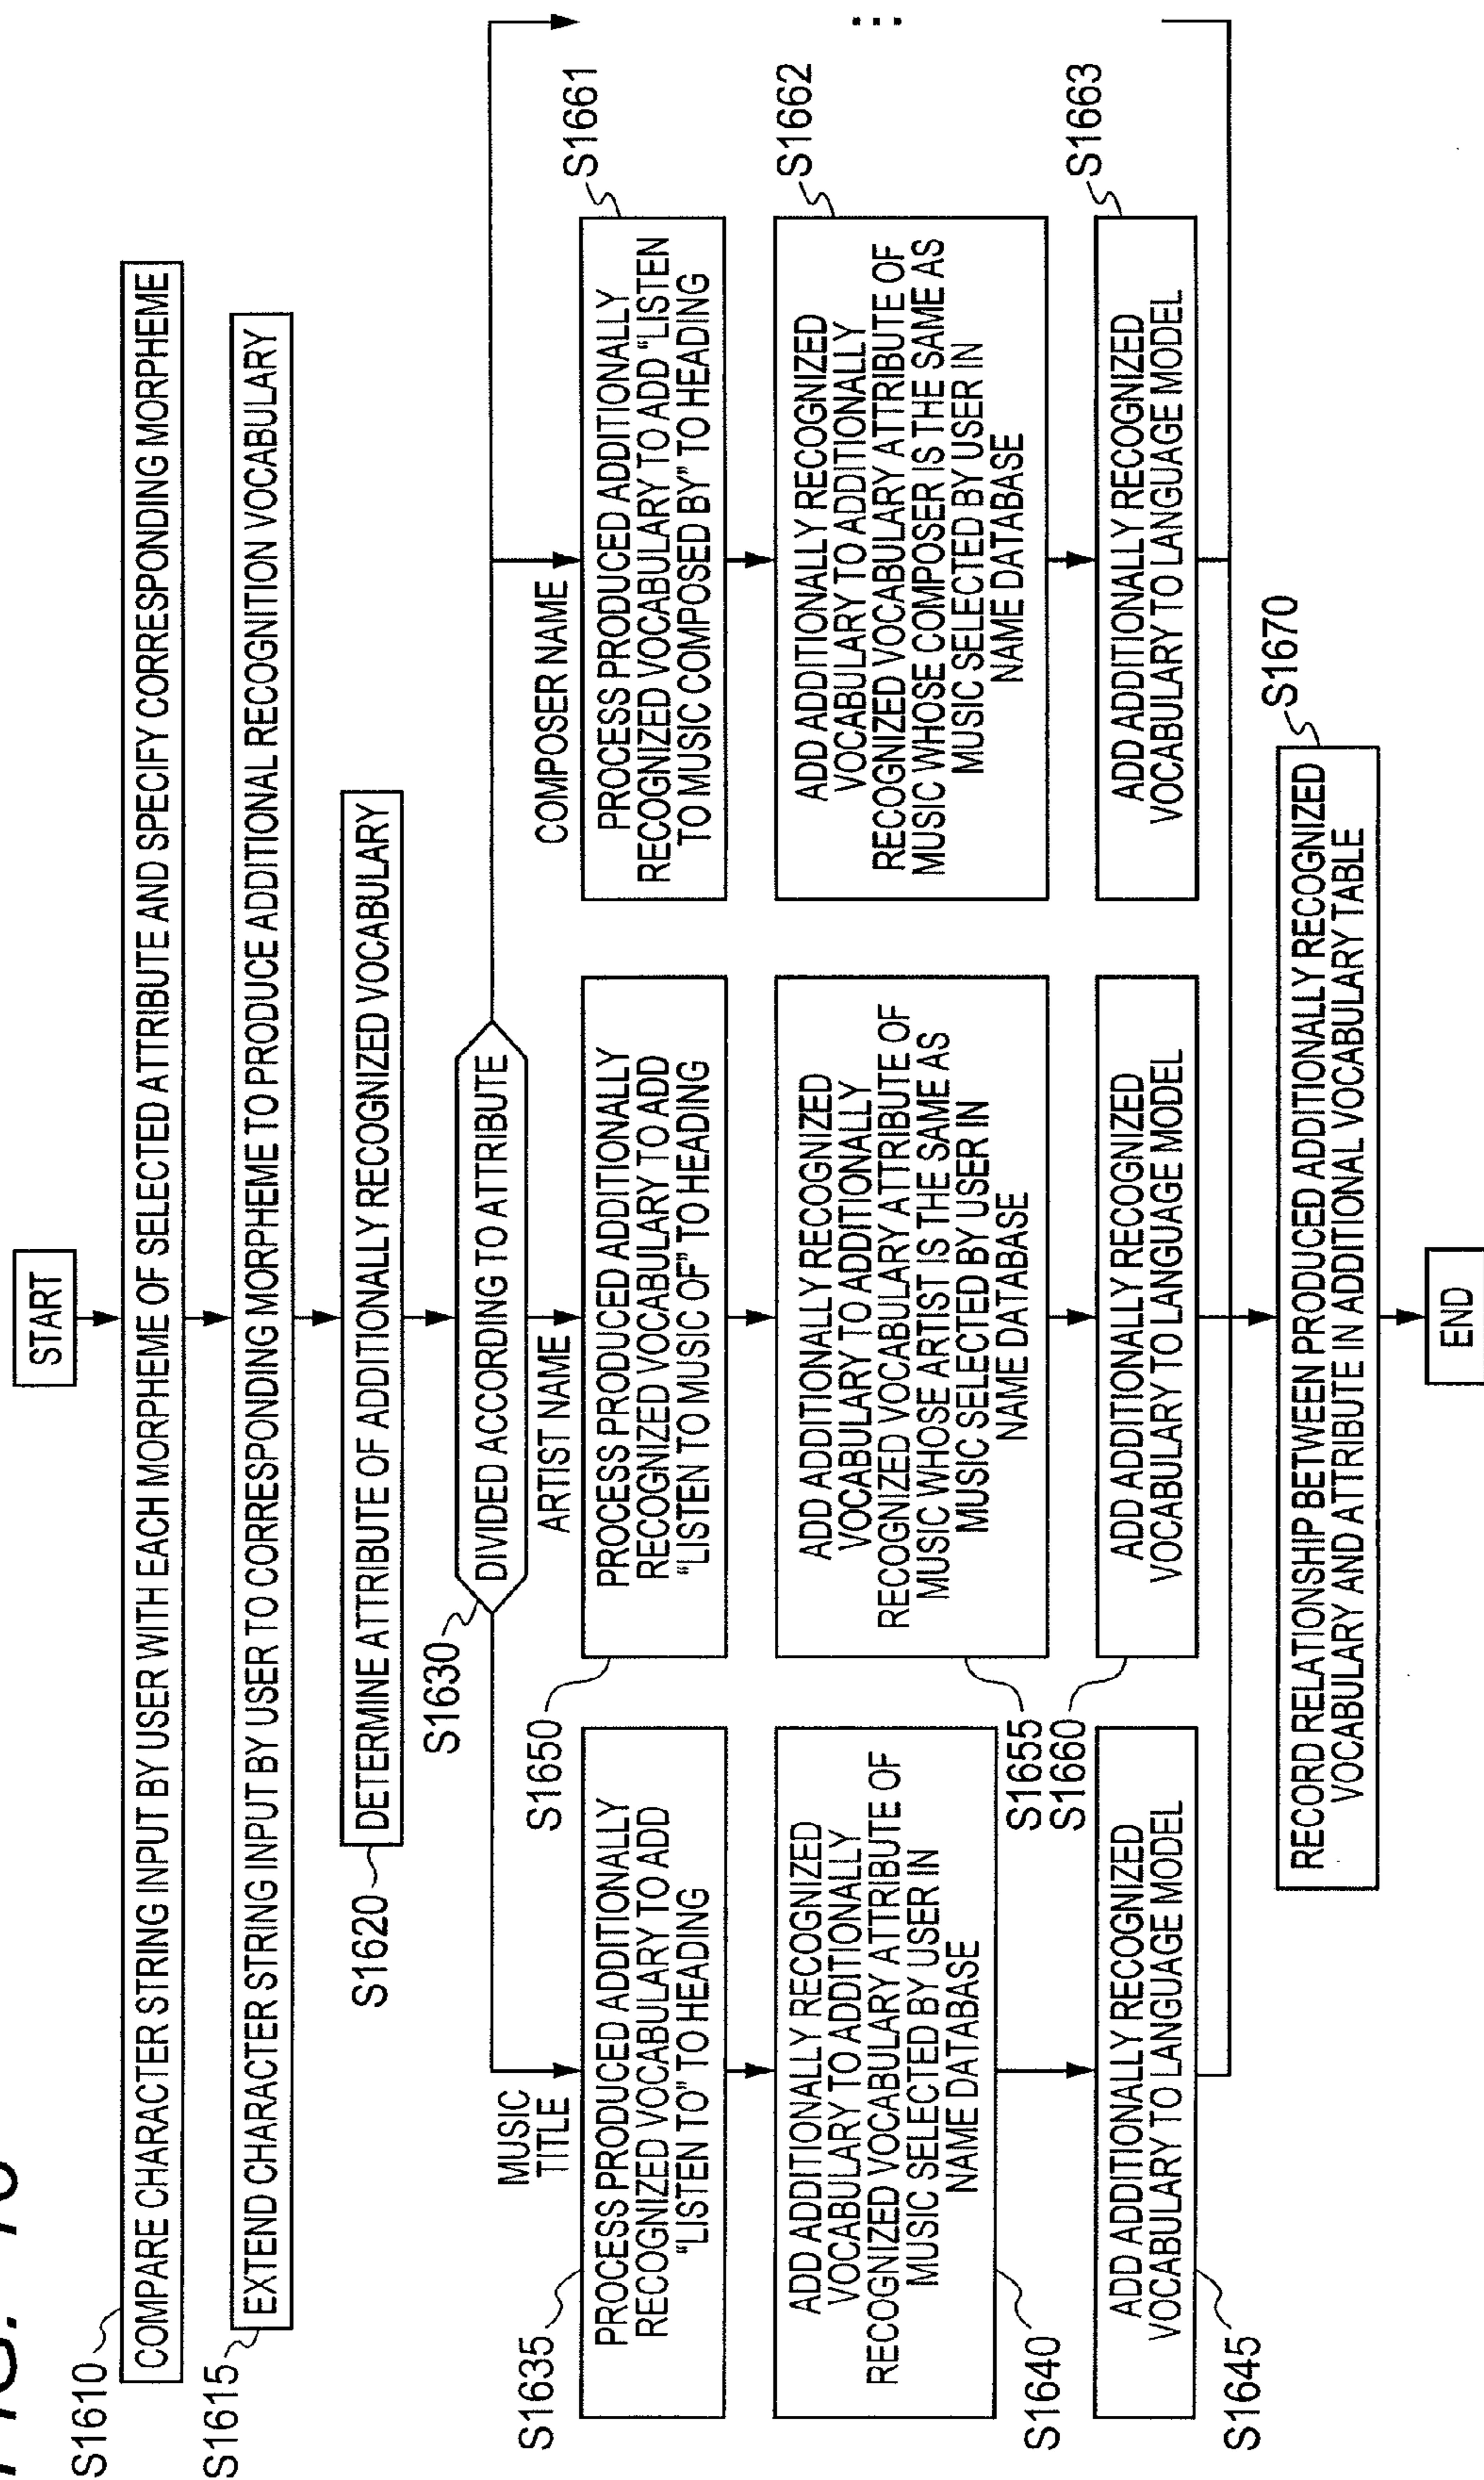 START
S1610
COMPARE CHARACTER STRING INPUT BY USER WITH EACH MORPHEME OF SELECTED ATTRIBUTE AND SPECIFY CORRESPONDING MORPHEME
S1615
EXTEND CHARACTER STRING INPUT BY USER TO CORRESPONDING MORPHEME TO PRODUCE ADDITIONAL RECOGNITION VOCABULARY
S1620
DETERMINE ATTRIBUTE OF ADDITIONALLY RECOGNIZED VOCABULARY
S1630
DIVIDED ACCORDING TO ATTRIBUTE
MUSIC
TITLE
S1635
PROCESS PRODUCED ADDITIONALLY
RECOGNIZED VOCABULARY TO ADD
"LISTEN TO" TO HEADING
S1640
ADD ADDITIONALLY RECOGNIZED
VOCABULARY TO ADDITIONALLY
RECOGNIZED VOCABULARY ATTRIBUTE OF
MUSIC SELECTED BY USER IN
NAME DATABASE
S1645
ADD ADDITIONALLY RECOGNIZED
VOCABULARY TO LANGUAGE MODEL
ARTIST NAME
S1650
PROCESS PRODUCED ADDITIONALLY
RECOGNIZED VOCABULARY TO ADD
"LISTEN TO MUSIC OF" TO HEADING
S1655
ADD ADDITIONALLY RECOGNIZED
VOCABULARY TO ADDITIONALLY
RECOGNIZED VOCABULARY ATTRIBUTE OF
MUSIC WHOSE ARTIST IS THE SAME AS
MUSIC SELECTED BY USER IN
NAME DATABASE
S1660
ADD ADDITIONALLY RECOGNIZED
VOCABULARY TO LANGUAGE MODEL
COMPOSER NAME
S1661
PROCESS PRODUCED ADDITIONALLY
RECOGNIZED VOCABULARY TO ADD "LISTEN
TO MUSIC COMPOSED BY" TO HEADING
S1662
ADD ADDITIONALLY RECOGNIZED
VOCABULARY TO ADDITIONALLY
RECOGNIZED VOCABULARY ATTRIBUTE OF
MUSIC WHOSE COMPOSER IS THE SAME AS
MUSIC SELECTED BY USER IN
NAME DATABASE
S1663
ADD ADDITIONALLY RECOGNIZED
VOCABULARY TO LANGUAGE MODEL
...
S1670
RECORD RELATIONSHIP BETWEEN PRODUCED ADDITIONALLY RECOGNIZED
VOCABULARY AND ATTRIBUTE IN ADDITIONAL VOCABULARY TABLE
END